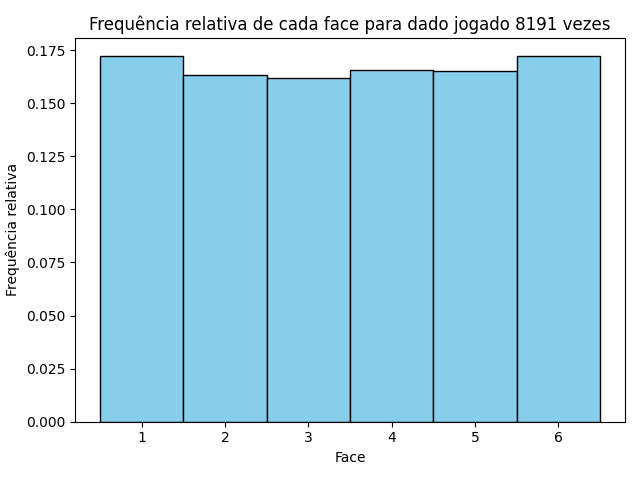 Frequência relativa de cada face para dado jogado 8191 vezes
0.175
0.150
0.125
0.100
0.075
0.050
0.025
0.000
Frequência relativa
1 2 3 4 5 6
Face